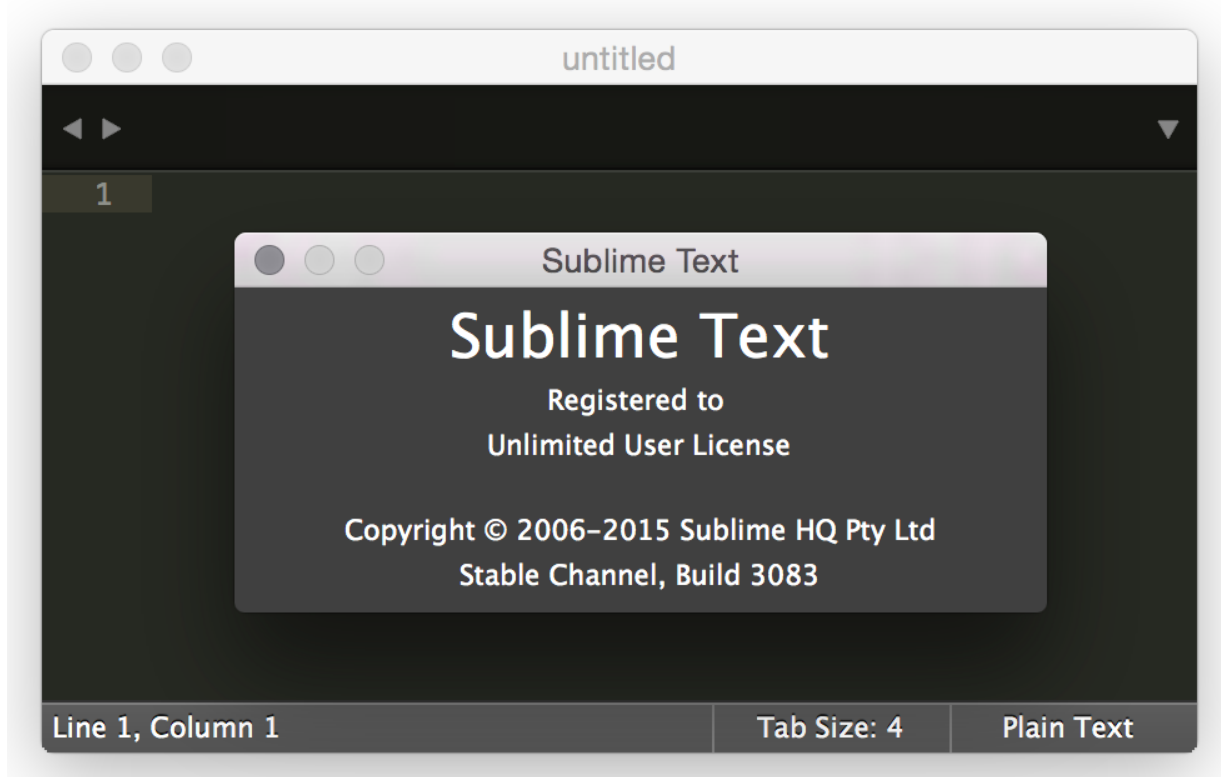 untitled
1
Sublime Text
Sublime Text
Registered to
Unlimited User License
Copyright © 2006–2015 Sublime HQ Pty Ltd
Stable Channel, Build 3083
Line 1, Column 1
Tab Size: 4
Plain Text